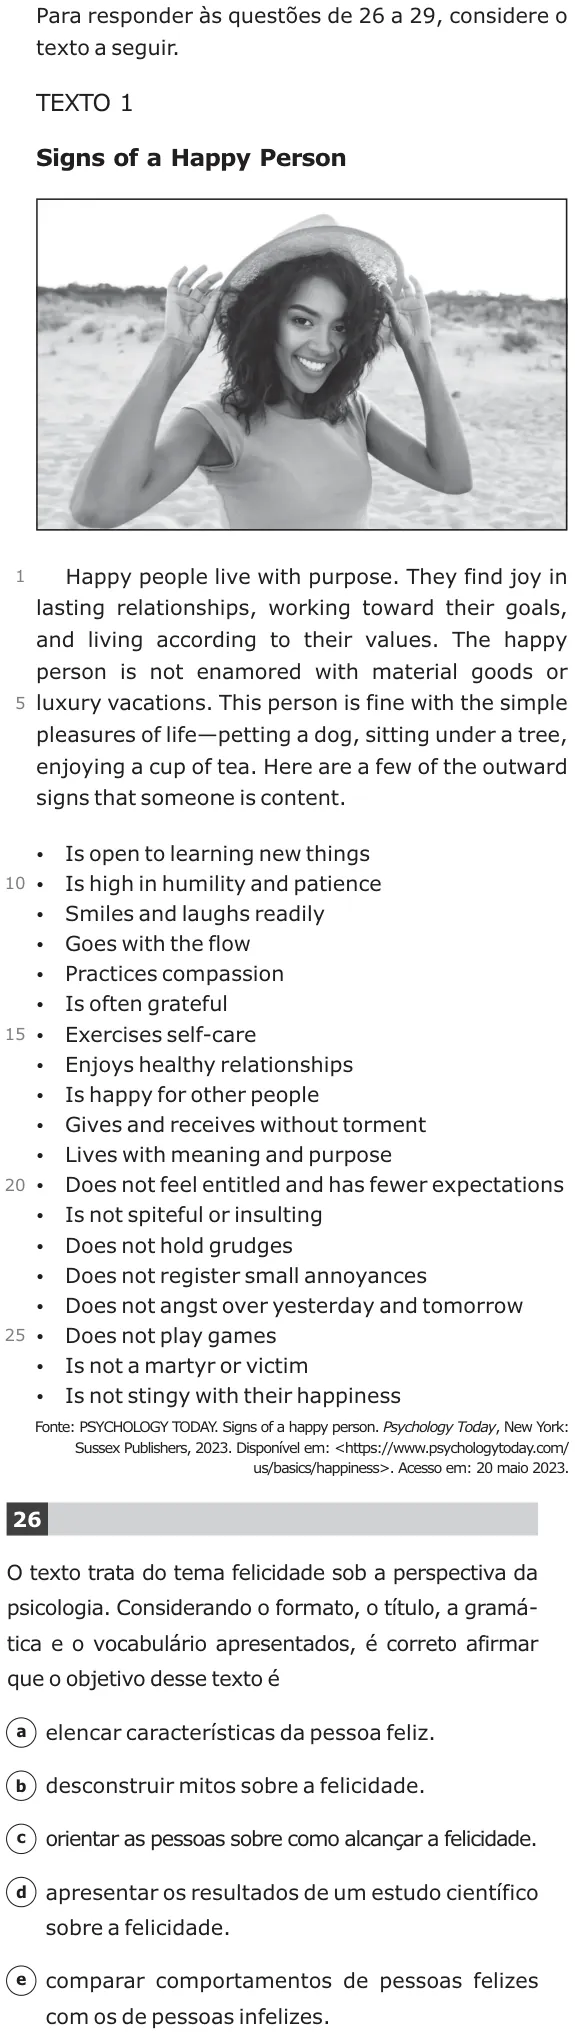 Para responder às questões de 26 a 29, considere o
texto a seguir.
TEXTO 1
Signs of a Happy Person
1 Happy people live with purpose. They find joy in
lasting relationships, working toward their goals,
and living according to their values. The happy
person is not enamored with material goods or
5 luxury vacations. This person is fine with the simple
pleasures of life—petting a dog, sitting under a tree,
enjoying a cup of tea. Here are a few of the outward
signs that someone is content.
• Is open to learning new things
10 • Is high in humility and patience
• Smiles and laughs readily
• Goes with the flow
• Practices compassion
• Is often grateful
15 • Exercises self-care
• Enjoys healthy relationships
• Is happy for other people
• Gives and receives without torment
• Lives with meaning and purpose
20 • Does not feel entitled and has fewer expectations
• Is not spiteful or insulting
• Does not hold grudges
• Does not register small annoyances
• Does not angst over yesterday and tomorrow
25 • Does not play games
• Is not a martyr or victim
• Is not stingy with their happiness
Fonte: PSYCHOLOGY TODAY. Signs of a happy person. Psychology Today, New York:
Sussex Publishers, 2023. Disponível em: <https://www.psychologytoday.com/
us/basics/happiness>. Acesso em: 20 maio 2023.
26
O texto trata do tema felicidade sob a perspectiva da
psicologia. Considerando o formato, o título, a gramá-
tica e o vocabulário apresentados, é correto afirmar
que o objetivo desse texto é
a elencar características da pessoa feliz.
b desconstruir mitos sobre a felicidade.
c orientar as pessoas sobre como alcançar a felicidade.
d apresentar os resultados de um estudo científico
sobre a felicidade.
e comparar comportamentos de pessoas felizes
com os de pessoas infelizes.